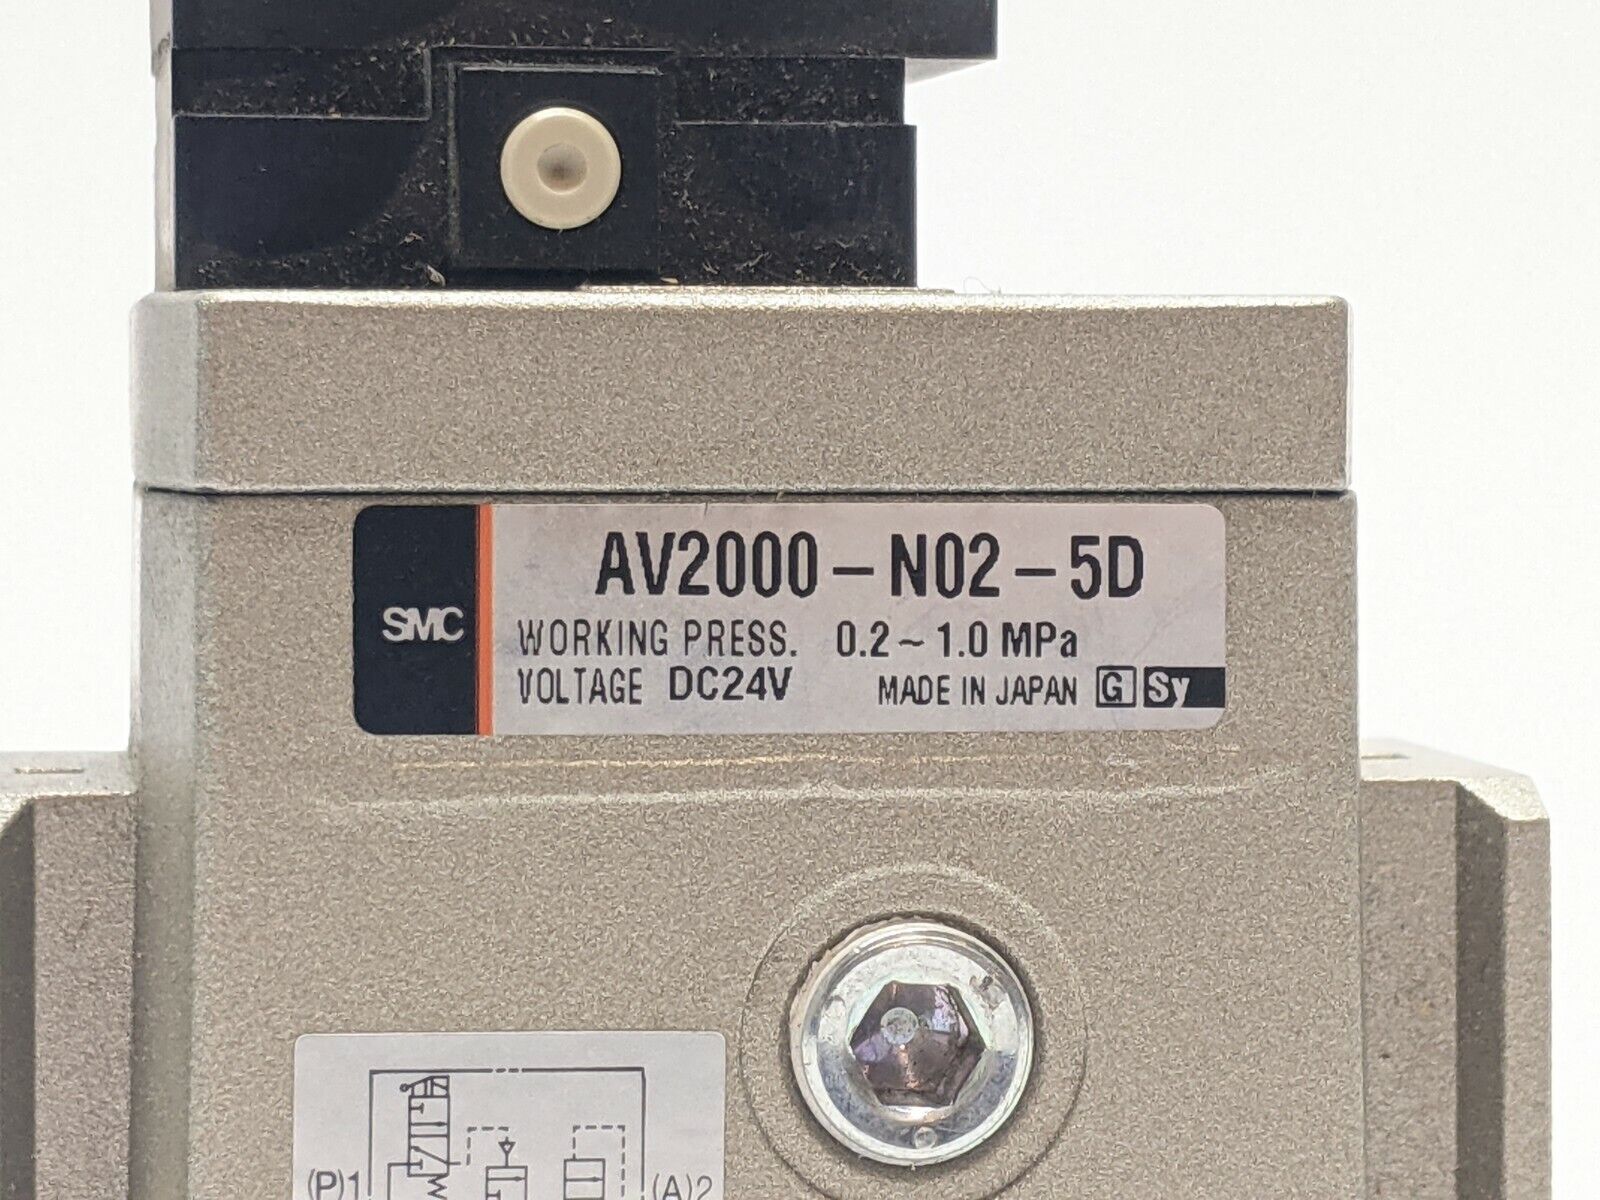 SMC
AV2000-N02-5D
WORKING PRESS. 0.2~1.0 MPa
VOLTAGE DC24V
MADE IN JAPAN G Sy
(P)1 (A)2